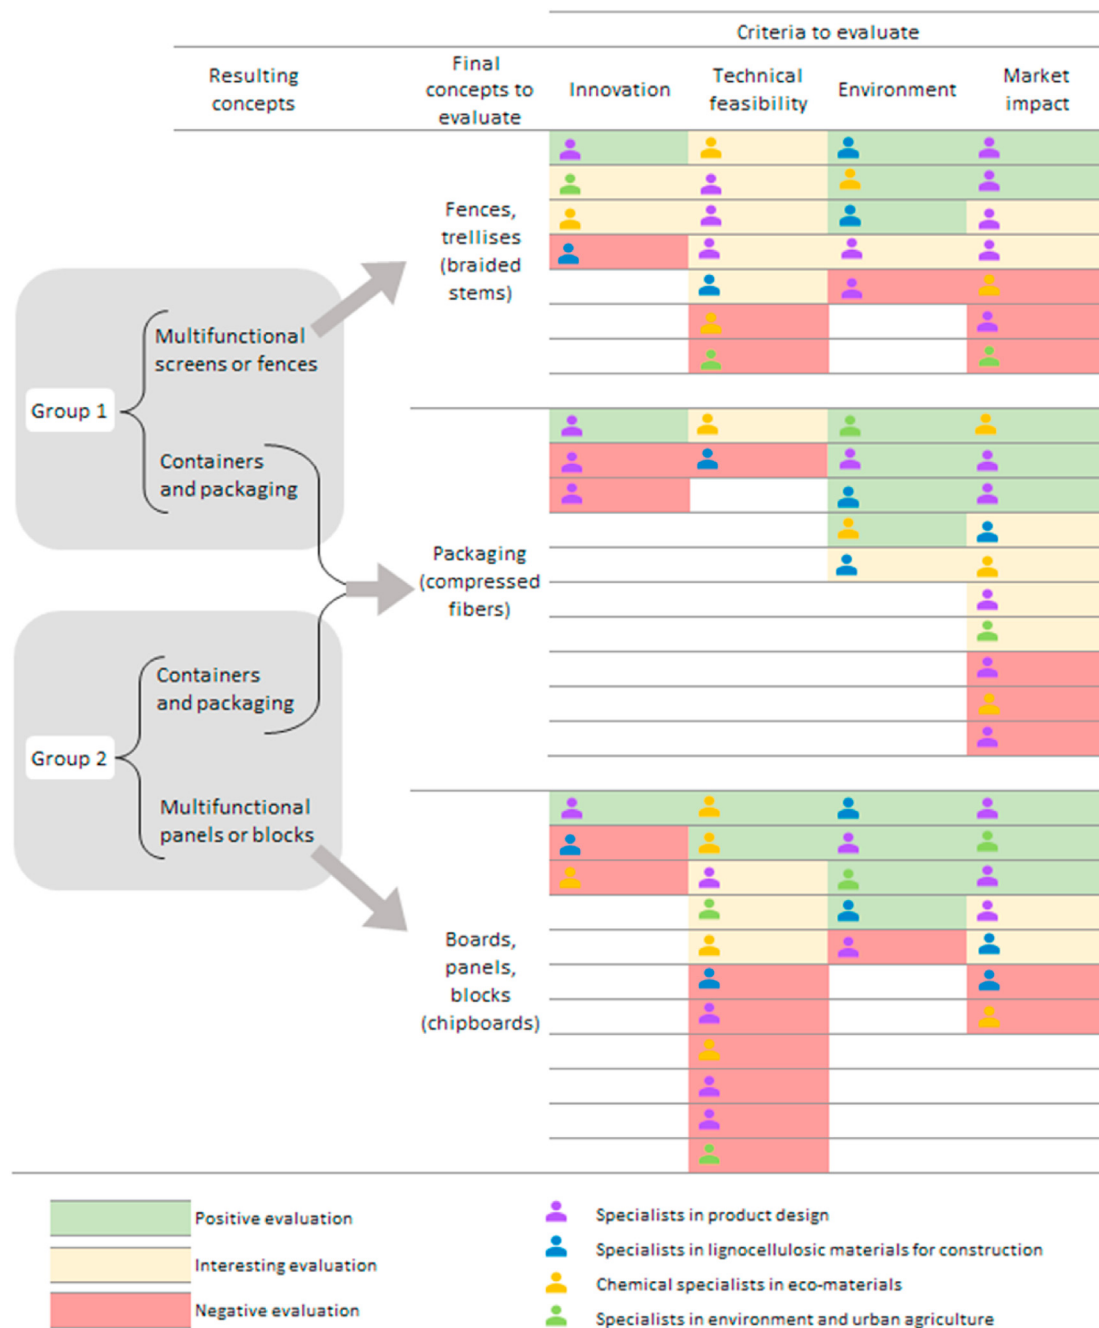 Criteria to evaluate
Resulting
concepts
Final
concepts to
evaluate
Innovation
Technical
feasibility
Environment
Market
impact
Fences,
trellises
(braided
stems)
Multifunctional
screens or fences
Group 1
Containers
and packaging
Packaging
(compressed
fibers)
Containers
and packaging
Group 2
Multifunctional
panels or blocks
Boards,
panels,
blocks
(chipboards)
Positive evaluation
Interesting evaluation
Negative evaluation
Specialists in product design
Specialists in lignocellulosic materials for construction
Chemical specialists in eco-materials
Specialists in environment and urban agriculture